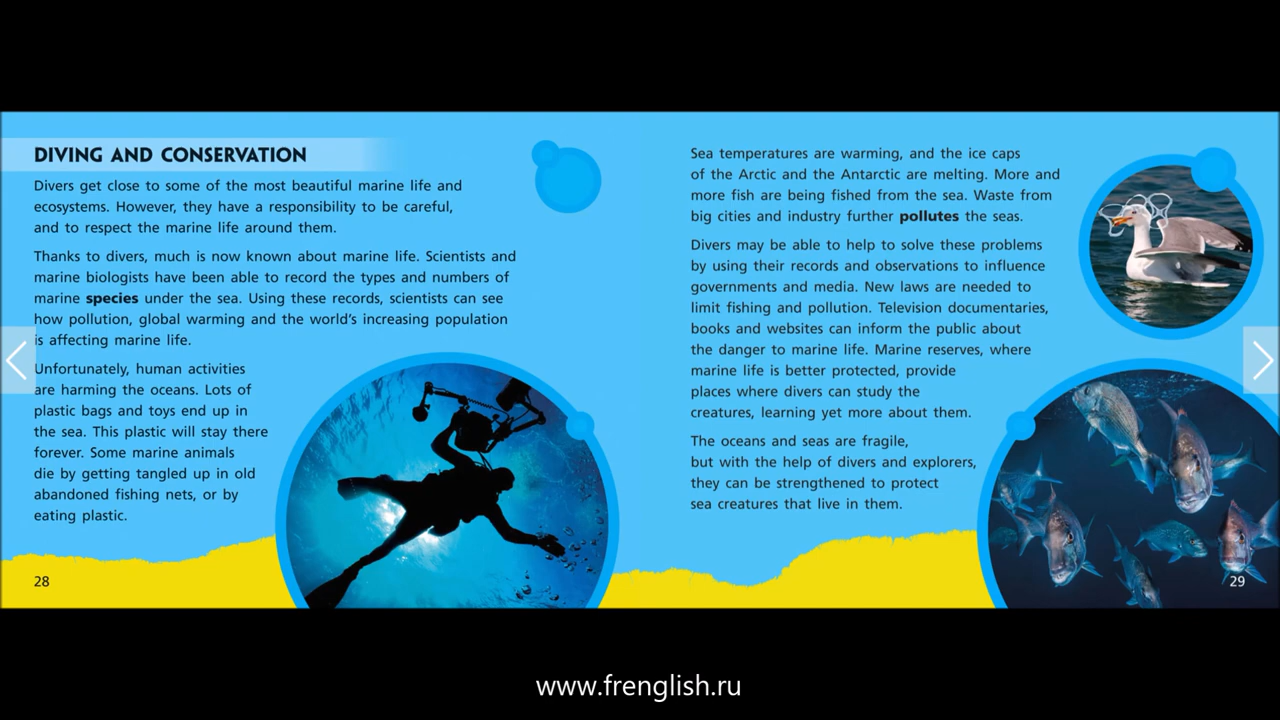 DIVING AND CONSERVATION
Divers get close to some of the most beautiful marine life and
ecosystems. However, they have a responsibility to be careful,
and to respect the marine life around them.
Thanks to divers, much is now known about marine life. Scientists and
marine biologists have been able to record the types and numbers of
marine species under the sea. Using these records, scientists can see
how pollution, global warming and the world's increasing population
is affecting marine life.
Unfortunately, human activities
are harming the oceans. Lots of
plastic bags and toys end up in
the sea. This plastic will stay there
forever. Some marine animals
die by getting tangled up in old
abandoned fishing nets, or by
eating plastic.
28
Sea temperatures are warming, and the ice caps
of the Arctic and the Antarctic are melting. More and
more fish are being fished from the sea. Waste from
big cities and industry further pollutes the seas.
Divers may be able to help to solve these problems
by using their records and observations to influence
governments and media. New laws are needed to
limit fishing and pollution. Television documentaries,
books and websites can inform the public about
the danger to marine life. Marine reserves, where
marine life is better protected, provide
places where divers can study the
creatures, learning yet more about them.
The oceans and seas are fragile,
but with the help of divers and explorers,
they can be strengthened to protect
sea creatures that live in them.
29
www.frenglish.ru